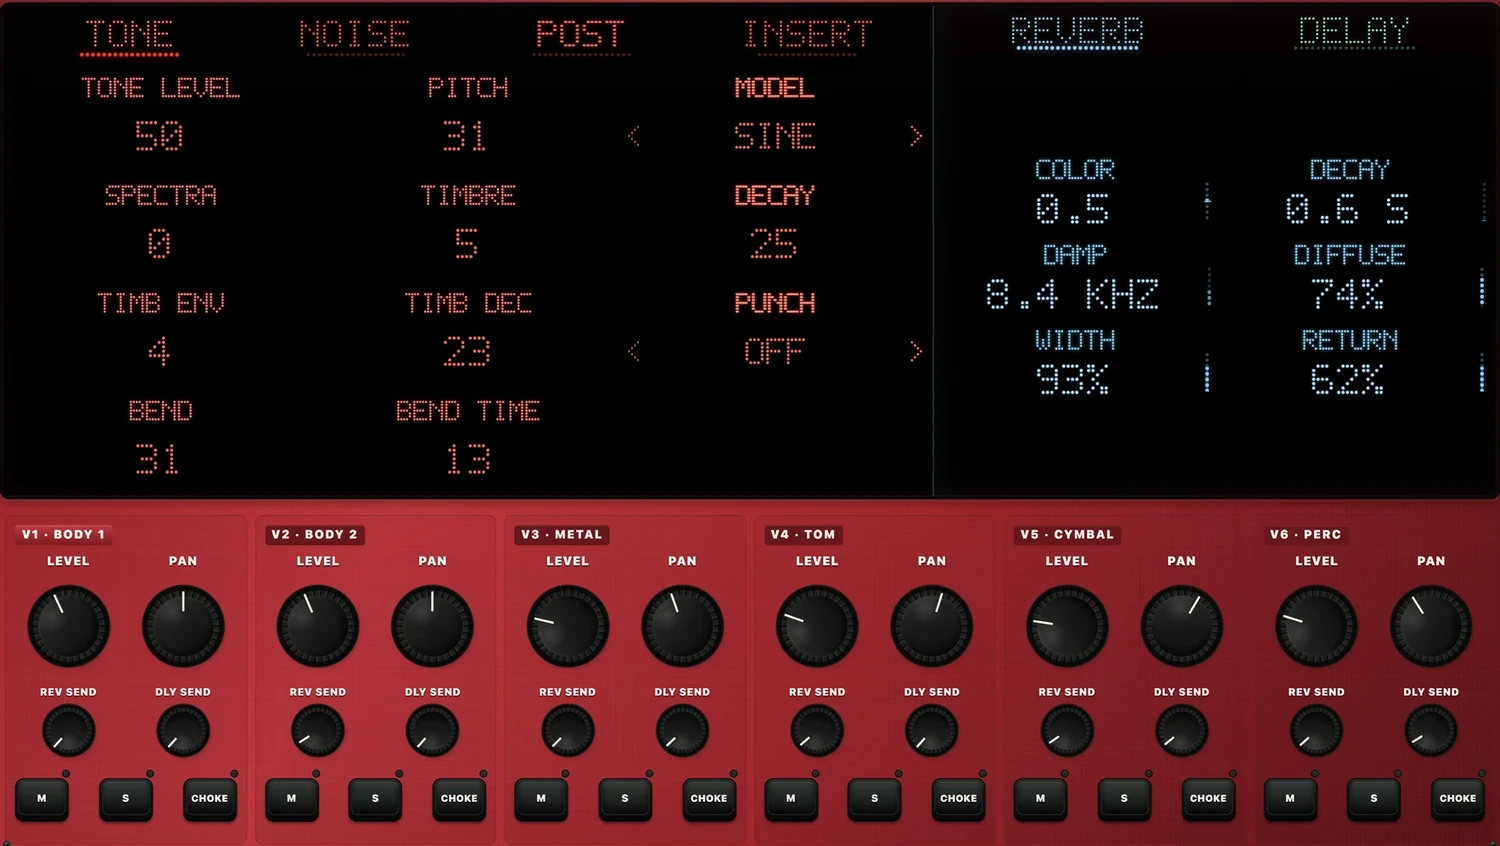 TONE NOISE POST INSERT REVERB DELAY
TONE LEVEL PITCH MODEL
50 31 < SINE >
SPECTRA TIMBRE DECAY
0 5 25
TIMB ENV TIMB DEC PUNCH
4 23 < OFF >
BEND BEND TIME
31 13
COLOR DECAY
0.5 0.6 S
DAMP DIFFUSE
8.4 KHZ 74%
WIDTH RETURN
93% 62%
V1 · BODY 1 V2 · BODY 2 V3 · METAL V4 · TOM V5 · CYMBAL V6 · PERC
LEVEL PAN LEVEL PAN LEVEL PAN LEVEL PAN LEVEL PAN LEVEL PAN
REV SEND DLY SEND REV SEND DLY SEND REV SEND DLY SEND REV SEND DLY SEND REV SEND DLY SEND REV SEND DLY SEND
M S CHOKE M S CHOKE M S CHOKE M S CHOKE M S CHOKE M S CHOKE